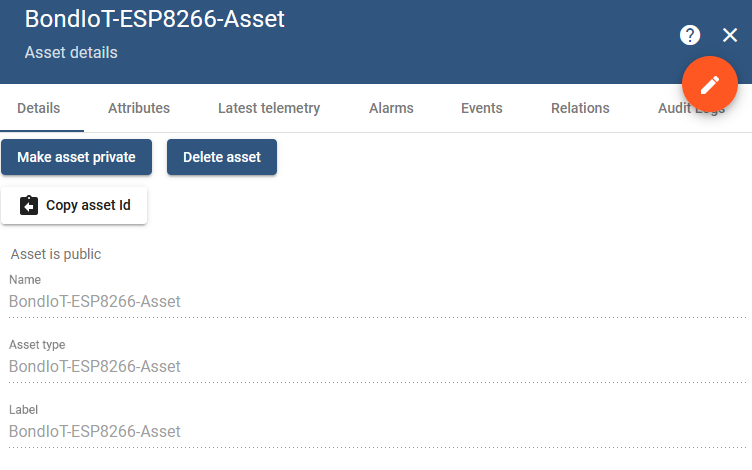 BondIoT-ESP8266-Asset
Asset details
Details Attributes Latest telemetry Alarms Events Relations Audit Logs
Make asset private Delete asset
Copy asset Id
Asset is public
Name
BondIoT-ESP8266-Asset
Asset type
BondIoT-ESP8266-Asset
Label
BondIoT-ESP8266-Asset